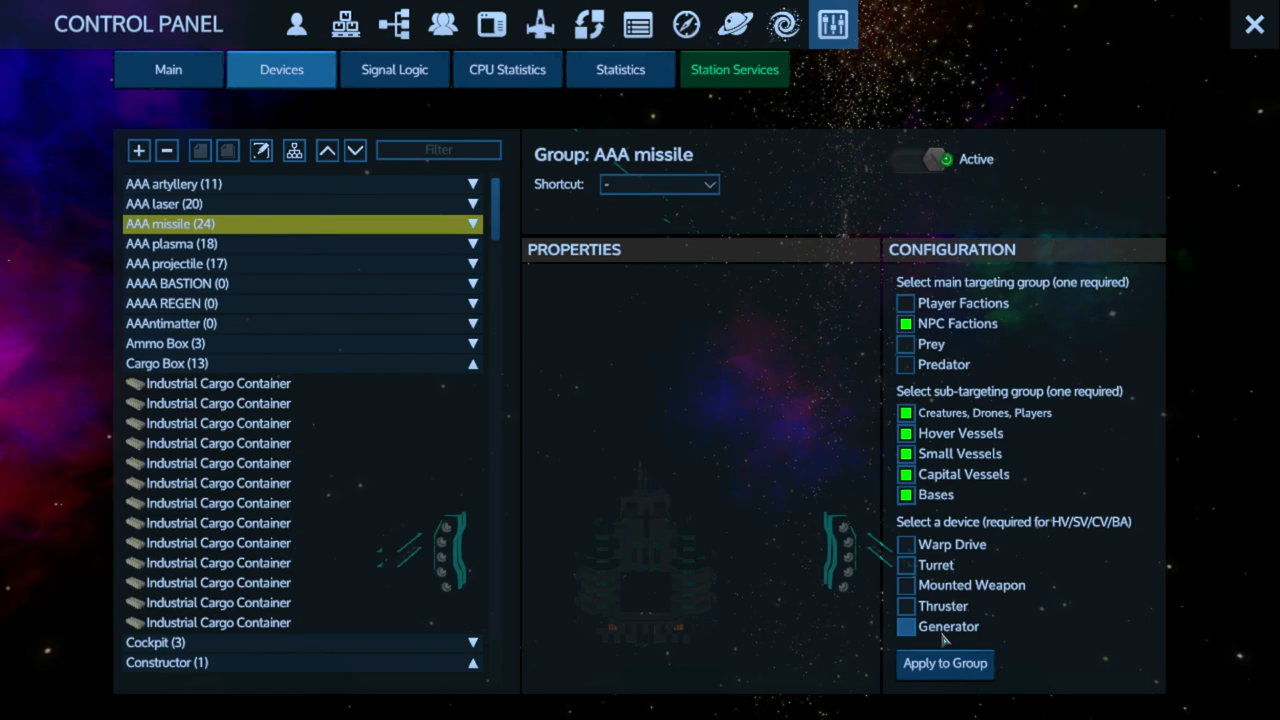 CONTROL PANEL
Main
Devices
Signal Logic
CPU Statistics
Statistics
Station Services
Filter
AAA artyllery (11)
AAA laser (20)
AAA missile (24)
AAA plasma (18)
AAA projectile (17)
AAAA BASTION (0)
AAAA REGEN (0)
AAAntimatter (0)
Ammo Box (3)
Cargo Box (13)
Industrial Cargo Container
Industrial Cargo Container
Industrial Cargo Container
Industrial Cargo Container
Industrial Cargo Container
Industrial Cargo Container
Industrial Cargo Container
Industrial Cargo Container
Industrial Cargo Container
Industrial Cargo Container
Industrial Cargo Container
Industrial Cargo Container
Industrial Cargo Container
Cockpit (3)
Constructor (1)
Group: AAA missile
Shortcut: -
Active
PROPERTIES
CONFIGURATION
Select main targeting group (one required)
Player Factions
NPC Factions
Prey
Predator
Select sub-targeting group (one required)
Creatures, Drones, Players
Hover Vessels
Small Vessels
Capital Vessels
Bases
Select a device (required for HV/SV/CV/BA)
Warp Drive
Turret
Mounted Weapon
Thruster
Generator
Apply to Group